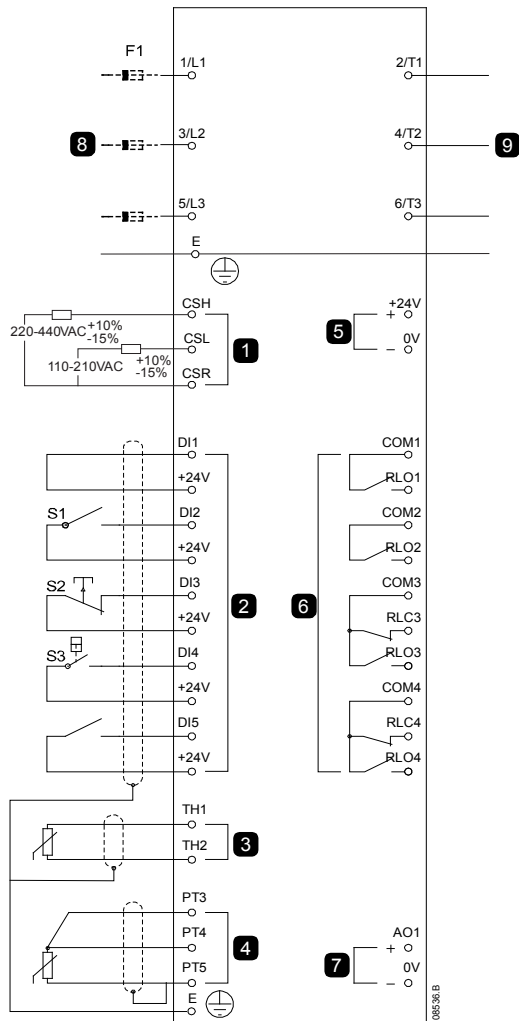 F1
1/L1 2/T1
8 3/L2 4/T2 9
5/L3 6/T3
E
CSH +24V
220-440VAC +10% -15% + 
CSL 1 5 0V
110-210VAC +10% -15% −
CSR
DI1 COM1
+24V RLO1
S1 DI2 COM2
+24V RLO2
S2 DI3 COM3
2 6
+24V RLC3
S3 DI4 RLO3
+24V COM4
DI5 RLC4
+24V RLO4
TH1
3
TH2
PT3
PT4 AO1
4 7 +
PT5 0V
−
E
08536.B